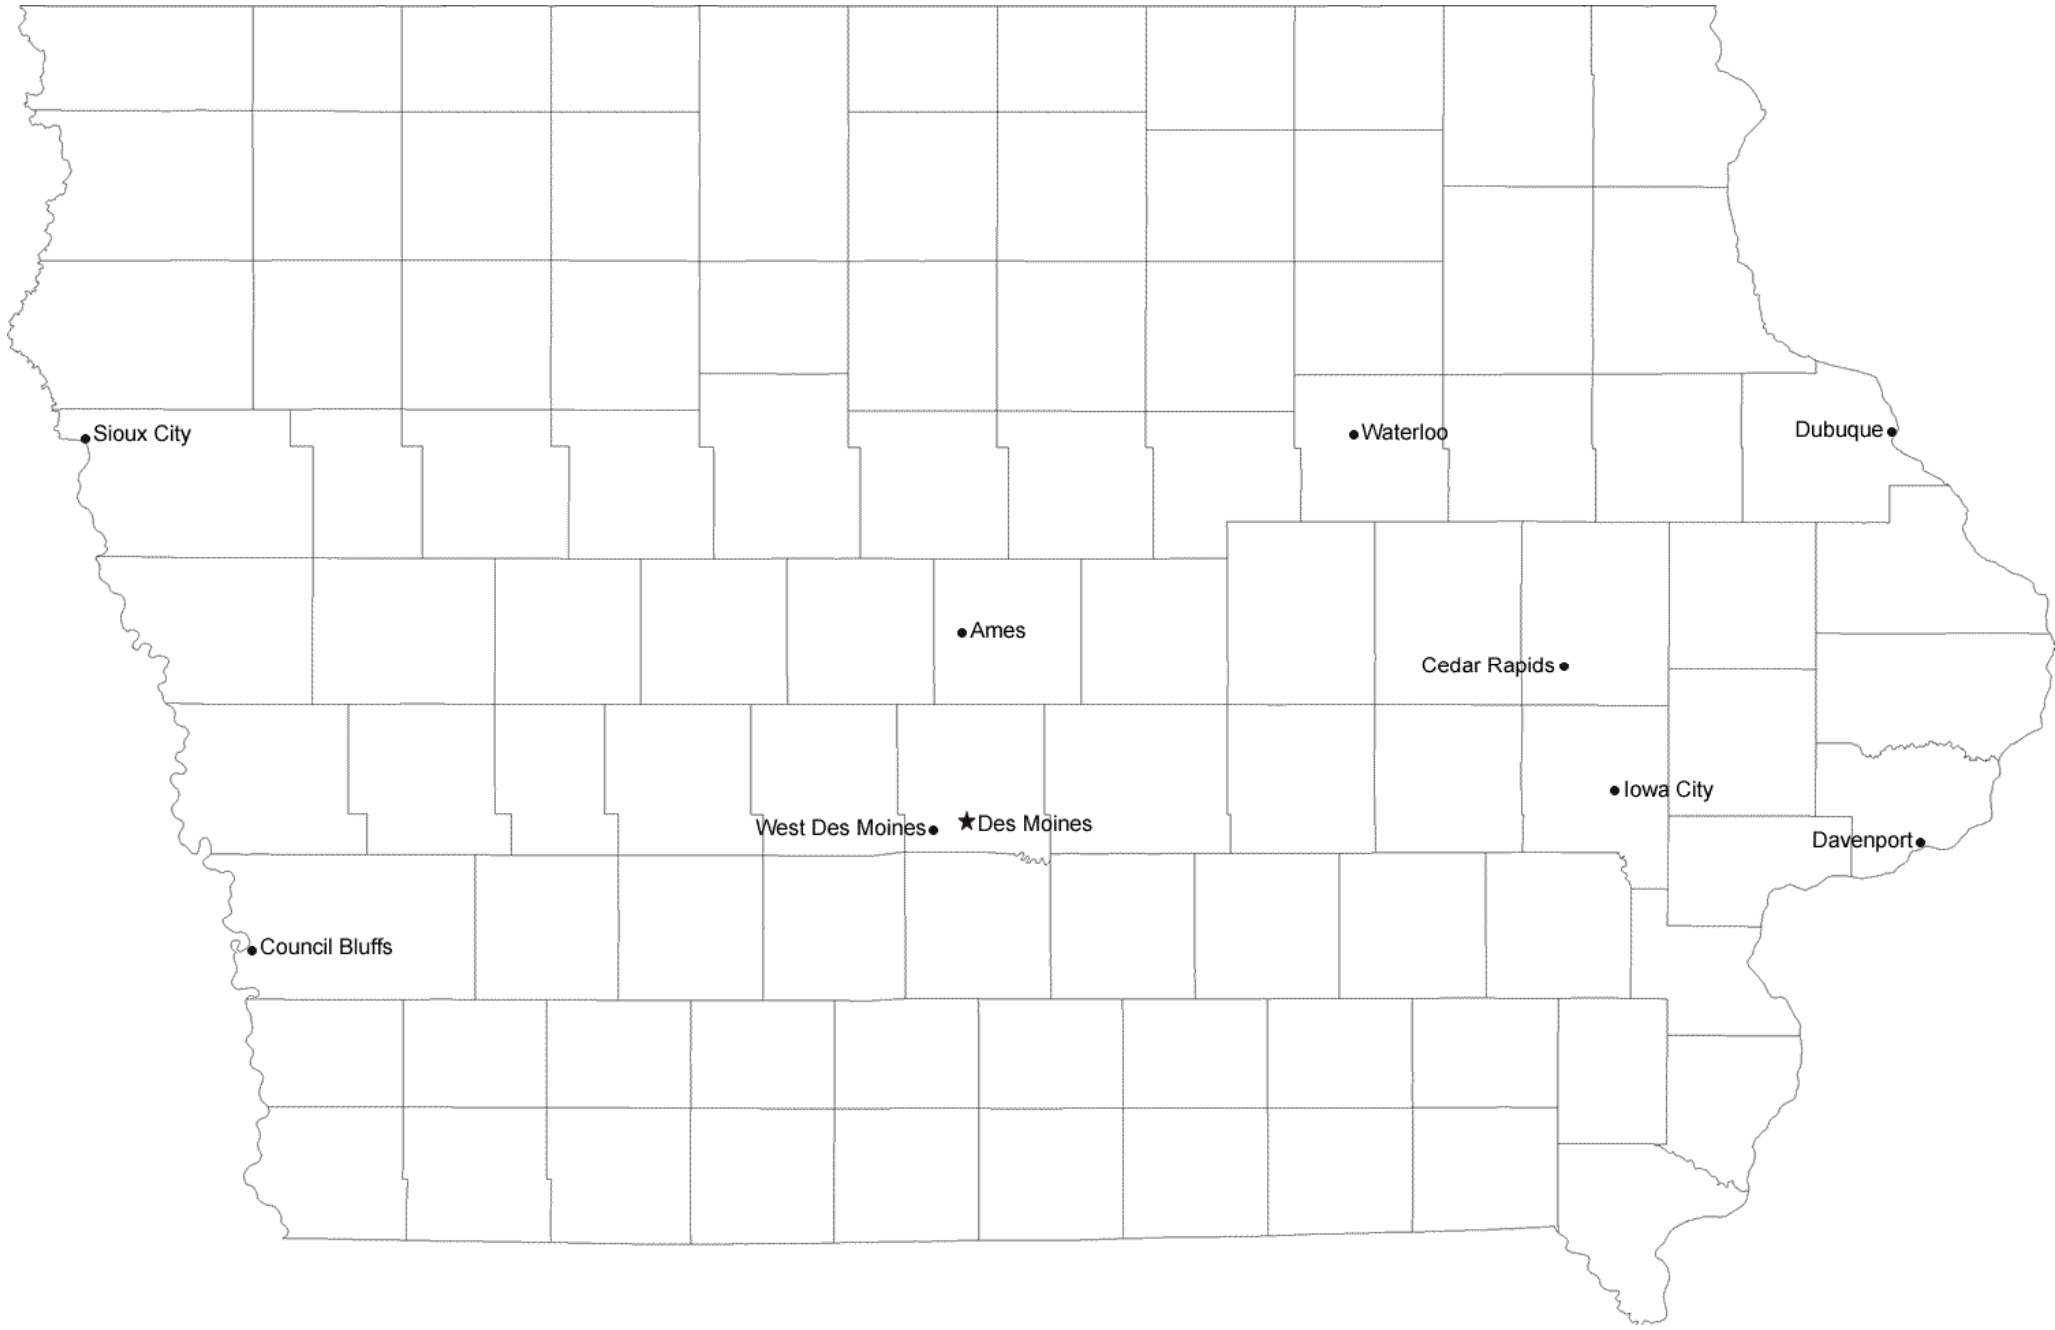 Sioux City
Waterloo
Dubuque
Ames
Cedar Rapids
Iowa City
West Des Moines
Des Moines
Davenport
Council Bluffs